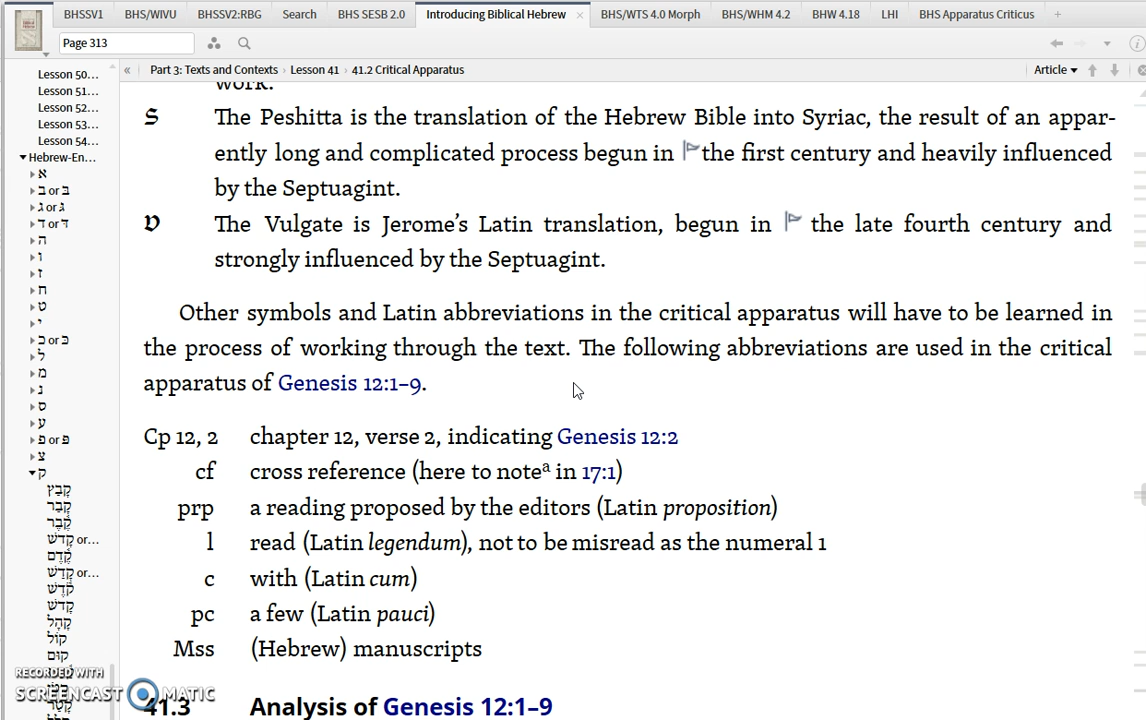 BHSSV1 BHS/WIVU BHSSV2:RBG Search BHS SESB 2.0 Introducing Biblical Hebrew × BHS/WTS 4.0 Morph BHS/WHM 4.2 BHW 4.18 LHI BHS Apparatus Criticus +
Page 313
Part 3: Texts and Contexts › Lesson 41 › 41.2 Critical Apparatus Article
Lesson 50...
Lesson 51...
Lesson 52...
Lesson 53...
Lesson 54...
Hebrew-En...
א
בּ or ב
גּ or ג
דּ or ד
ה
ו
ז
ח
ט
י
כּ or כ
ל
מ
נ
ס
ע
פּ or פ
צ
ק
קָבַץ
קָבַר
קֶ֫בֶר
קָדֹשׁ or...
קֶ֫דֶם
קָדַשׁ or...
קֹ֫דֶשׁ
קָדֵשׁ
קָהָל
קוֹל
קוּם
work.
S The Peshitta is the translation of the Hebrew Bible into Syriac, the result of an appar-
ently long and complicated process begun in the first century and heavily influenced
by the Septuagint.
V The Vulgate is Jerome's Latin translation, begun in the late fourth century and
strongly influenced by the Septuagint.
Other symbols and Latin abbreviations in the critical apparatus will have to be learned in
the process of working through the text. The following abbreviations are used in the critical
apparatus of Genesis 12:1–9.
Cp 12, 2 chapter 12, verse 2, indicating Genesis 12:2
cf cross reference (here to noteᵃ in 17:1)
prp a reading proposed by the editors (Latin proposition)
l read (Latin legendum), not to be misread as the numeral 1
c with (Latin cum)
pc a few (Latin pauci)
Mss (Hebrew) manuscripts
41.3 Analysis of Genesis 12:1–9
RECORDED WITH
SCREENCAST MATIC